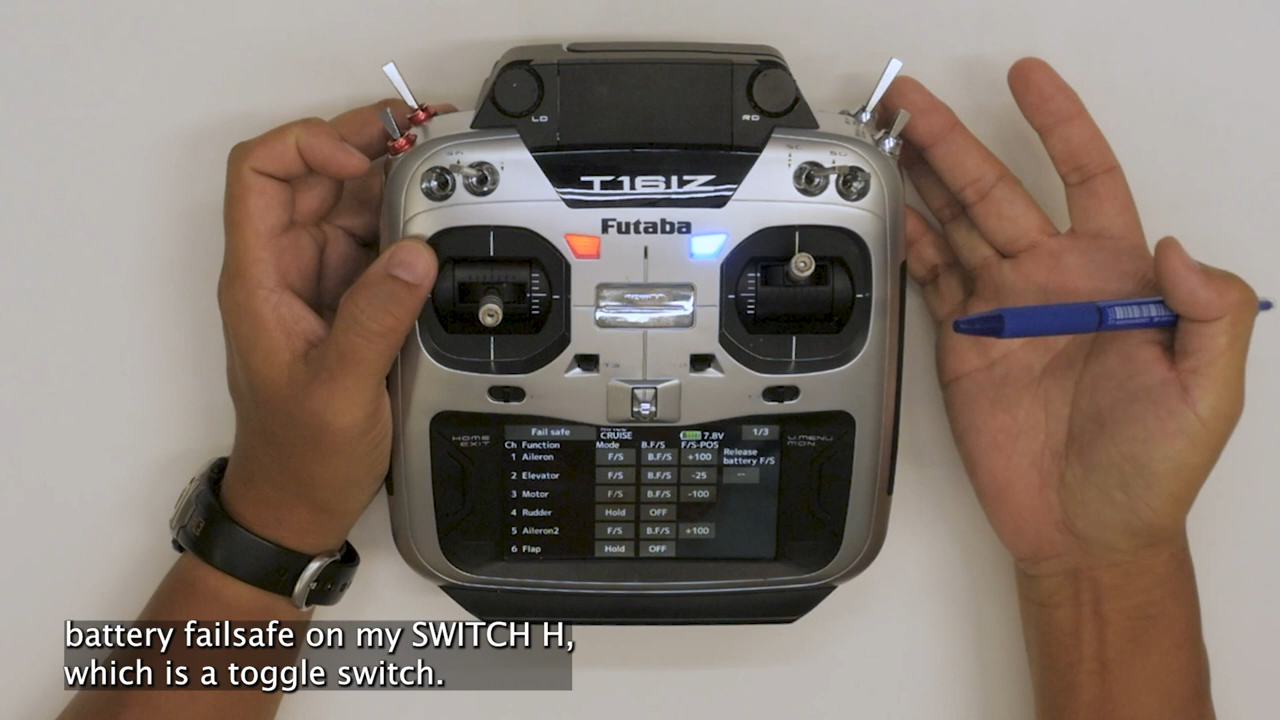 LD
RD
T16IZ
Futaba
HOME
EXIT
U.MENU
MON.
Fail safe
CRUISE
7.8V
1/3
Ch Function Mode B.F/S F/S-POS
Release
battery F/S
1 Aileron F/S B.F/S +100
2 Elevator F/S B.F/S -25 --
3 Motor F/S B.F/S -100
4 Rudder Hold OFF
5 Aileron2 F/S B.F/S +100
6 Flap Hold OFF
battery failsafe on my SWITCH H,
which is a toggle switch.